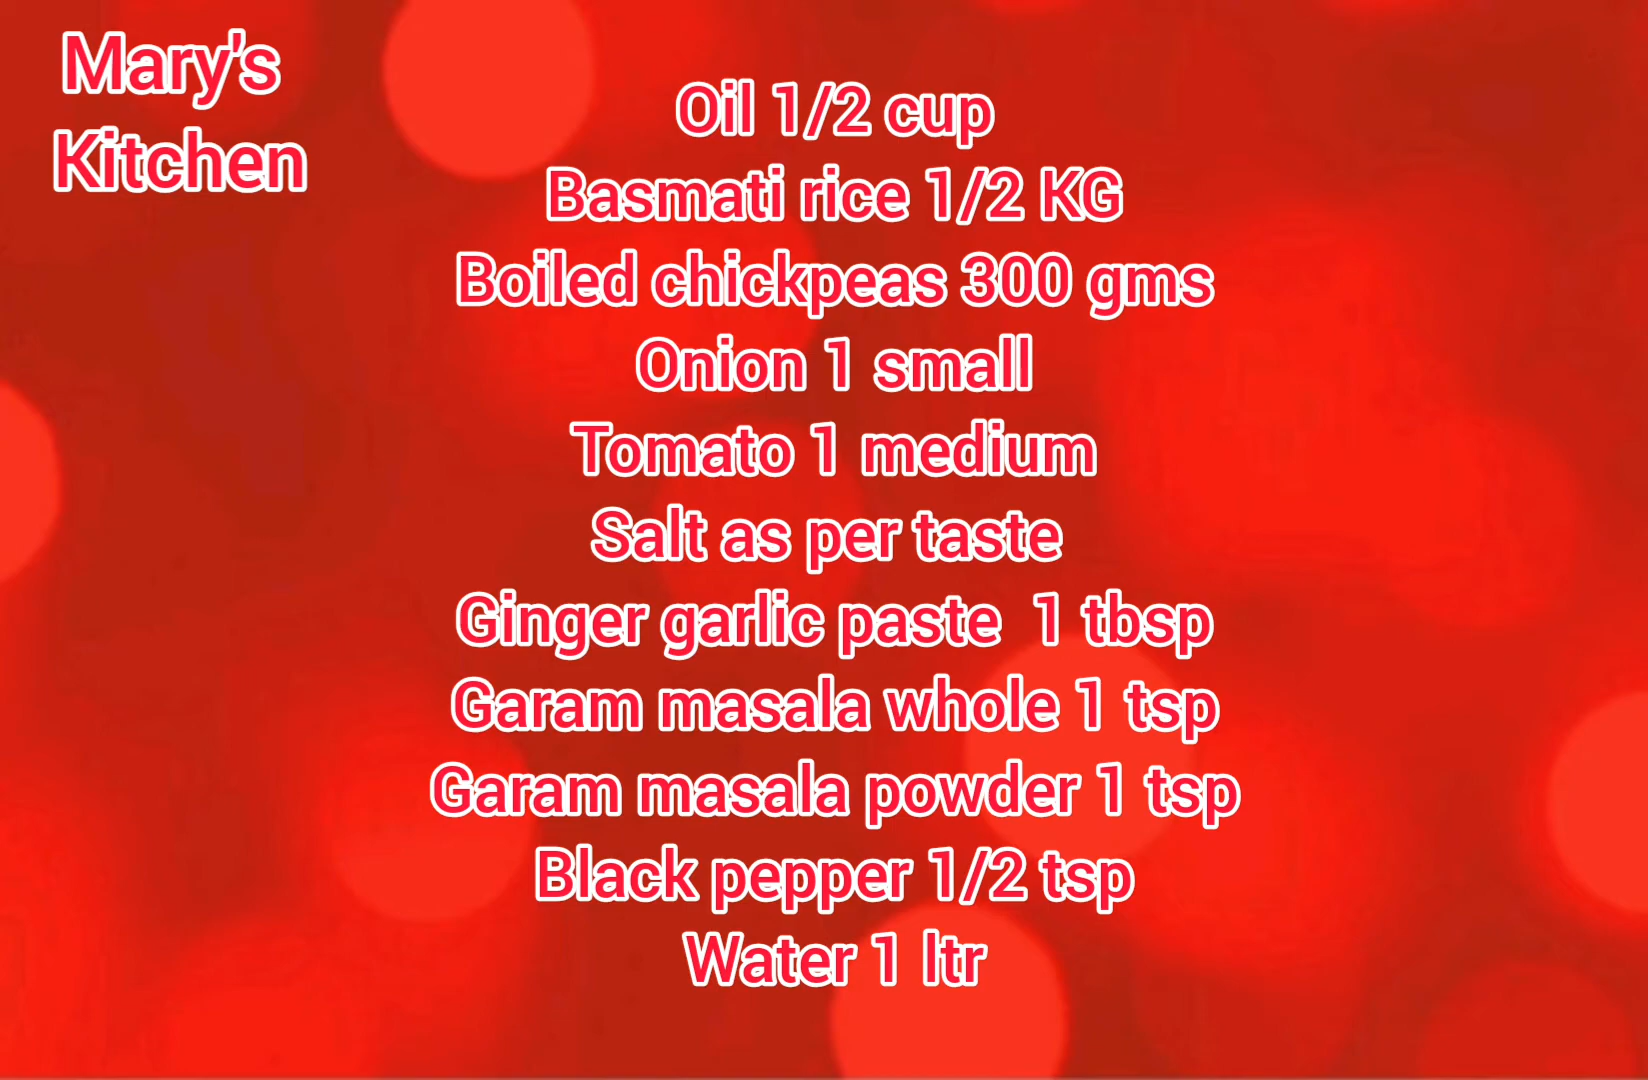 Mary's
Kitchen
Oil 1/2 cup
Basmati rice 1/2 KG
Boiled chickpeas 300 gms
Onion 1 small
Tomato 1 medium
Salt as per taste
Ginger garlic paste  1 tbsp
Garam masala whole 1 tsp
Garam masala powder 1 tsp
Black pepper 1/2 tsp
Water 1 ltr